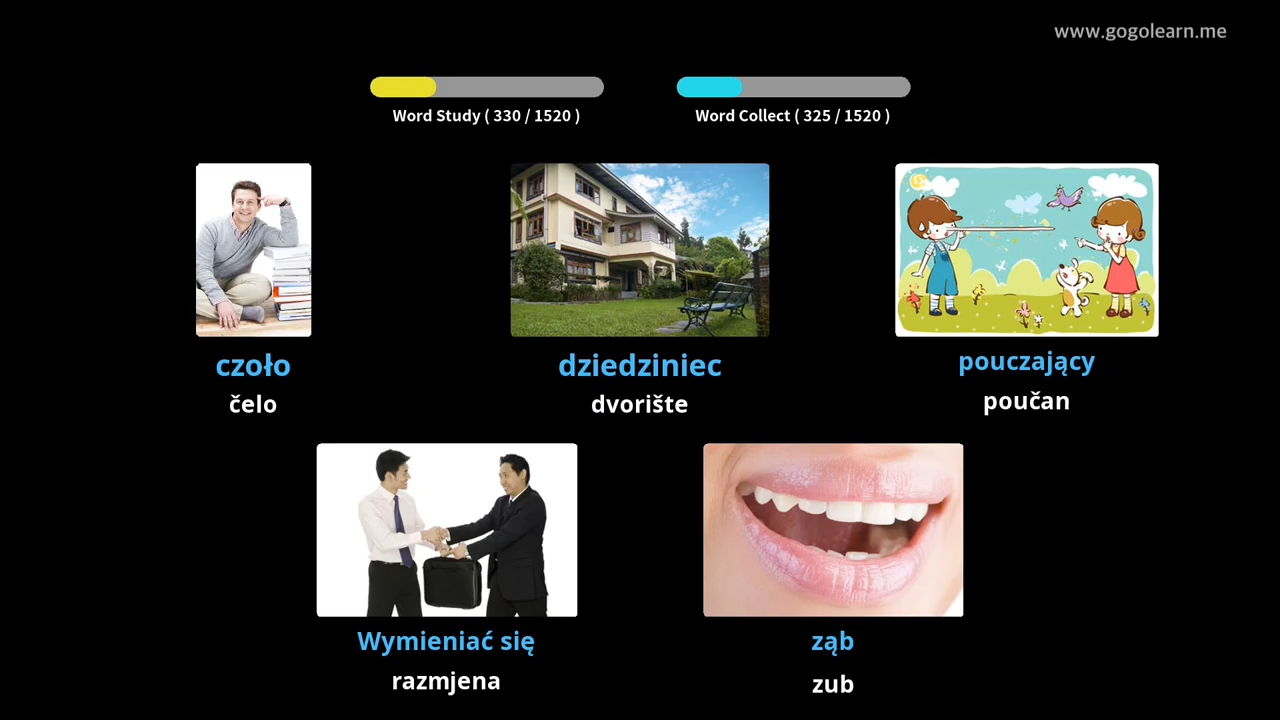 www.gogolearn.me
Word Study ( 330 / 1520 )
Word Collect ( 325 / 1520 )
czoło
čelo
dziedziniec
dvorište
pouczający
poučan
Wymieniać się
razmjena
ząb
zub